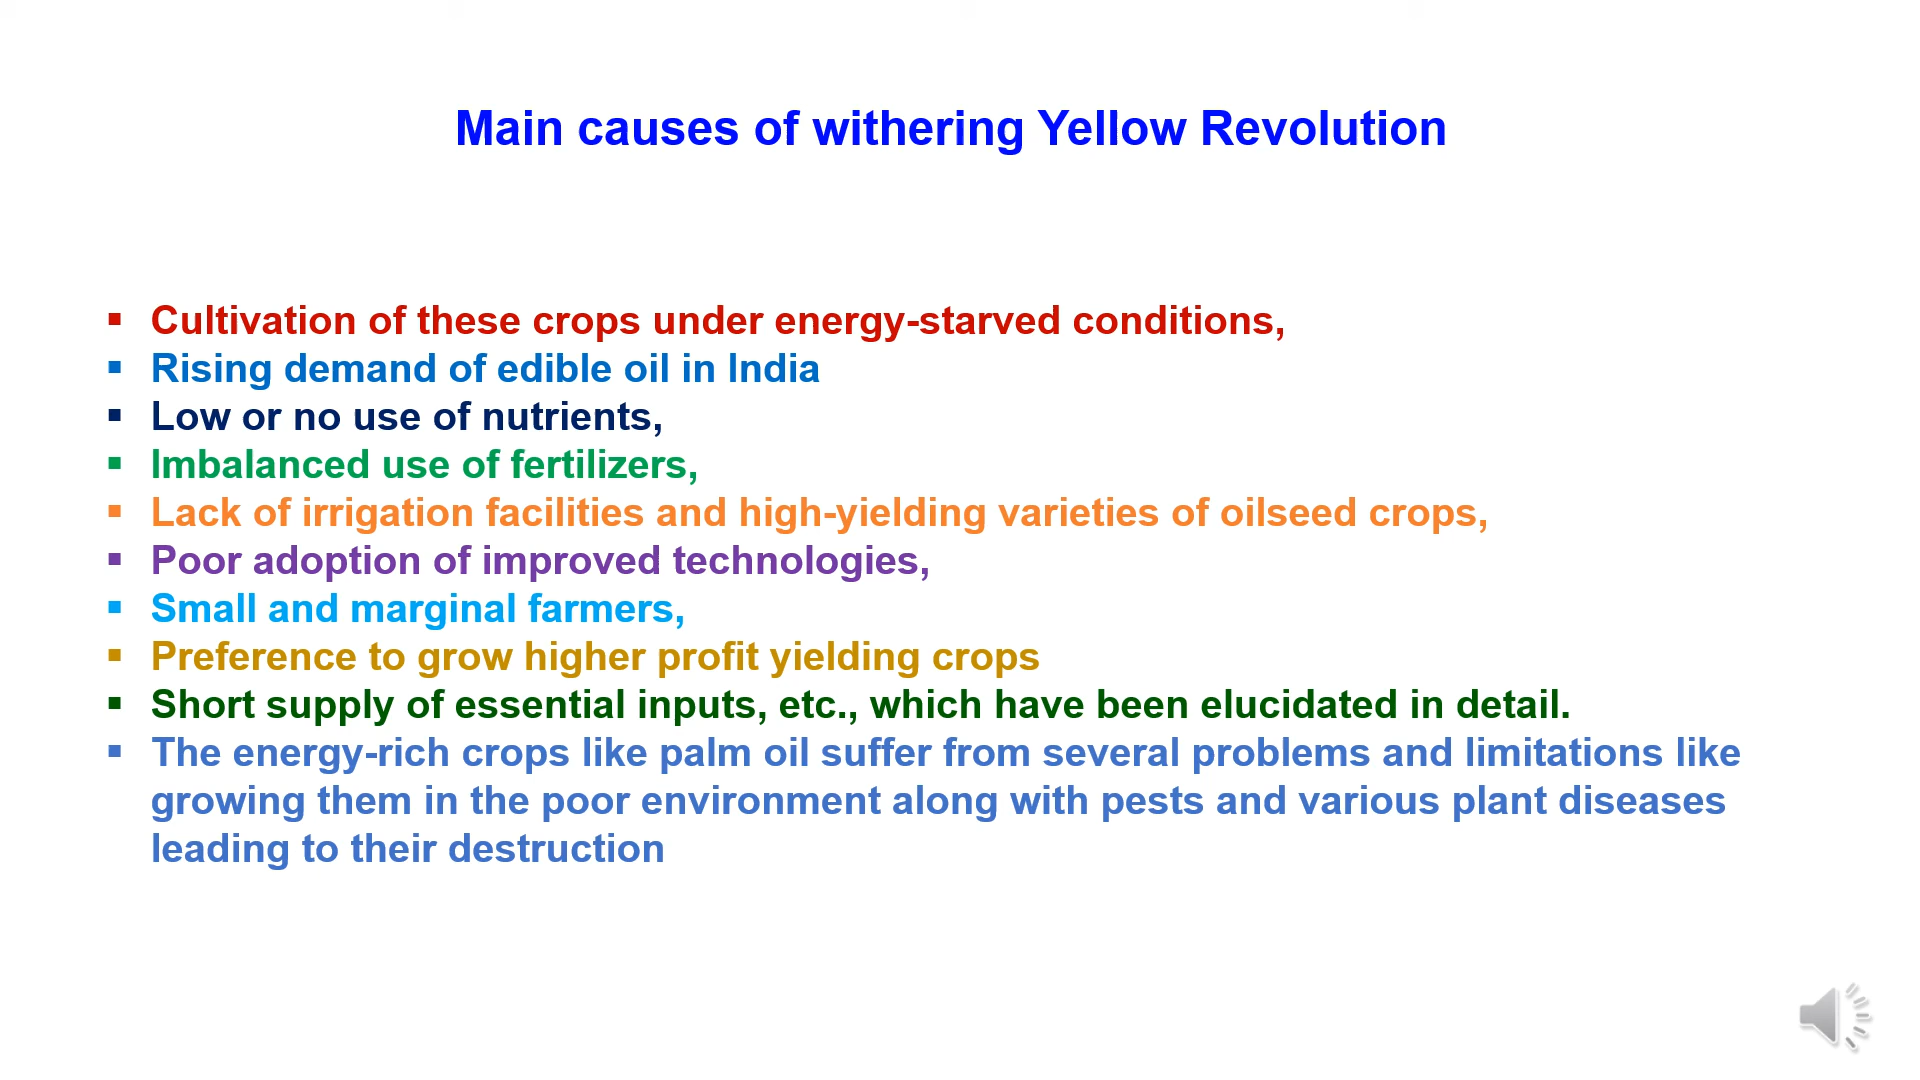 Main causes of withering Yellow Revolution
▪ Cultivation of these crops under energy-starved conditions,
▪ Rising demand of edible oil in India
▪ Low or no use of nutrients,
▪ Imbalanced use of fertilizers,
▪ Lack of irrigation facilities and high-yielding varieties of oilseed crops,
▪ Poor adoption of improved technologies,
▪ Small and marginal farmers,
▪ Preference to grow higher profit yielding crops
▪ Short supply of essential inputs, etc., which have been elucidated in detail.
▪ The energy-rich crops like palm oil suffer from several problems and limitations like
growing them in the poor environment along with pests and various plant diseases
leading to their destruction